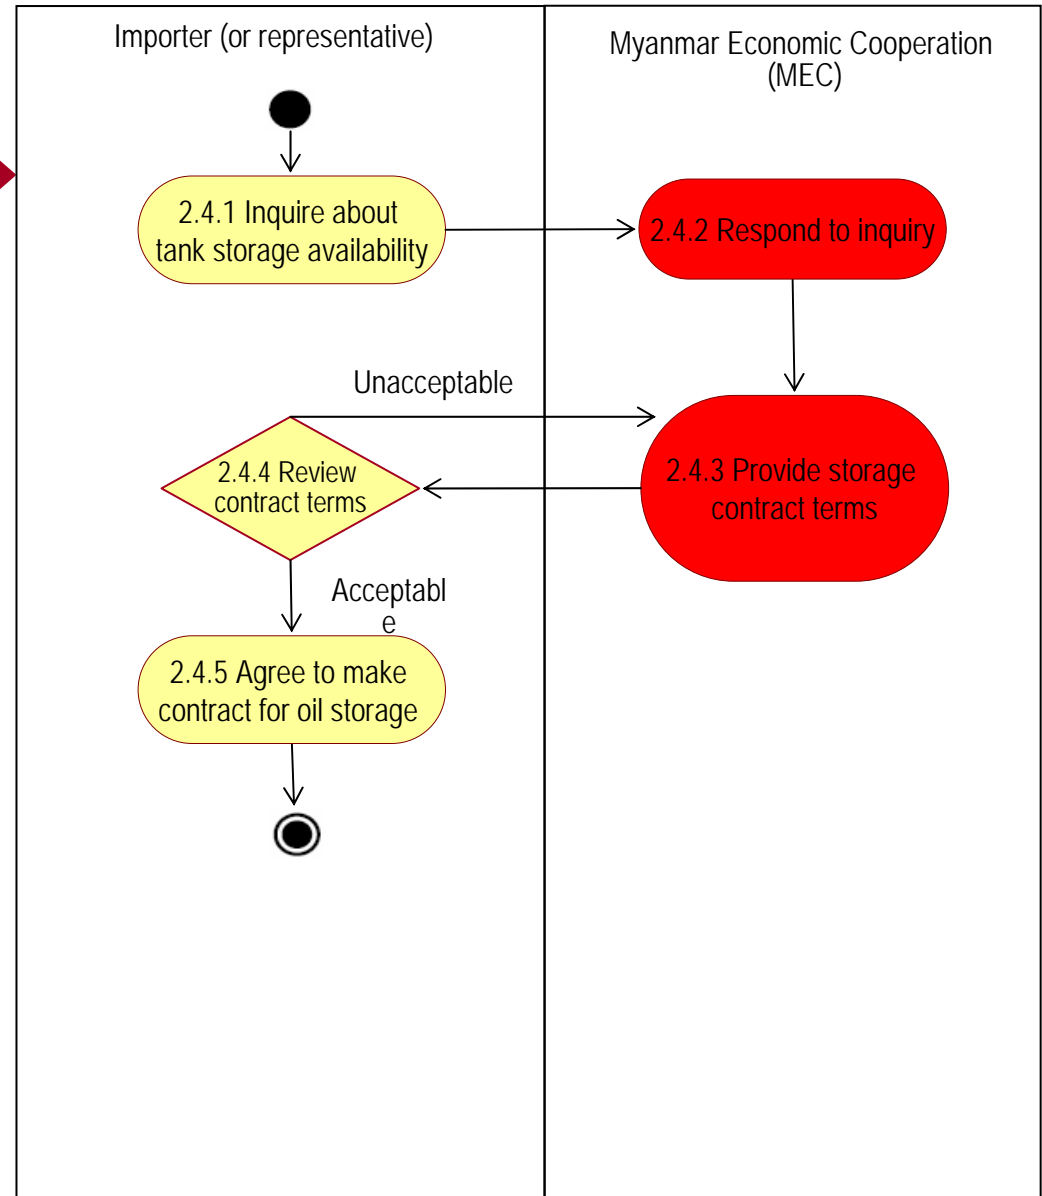 Importer (or representative)
Myanmar Economic Cooperation
(MEC)
2.4.1 Inquire about
tank storage availability
2.4.2 Respond to inquiry
Unacceptable
2.4.4 Review
contract terms
2.4.3 Provide storage
contract terms
Acceptabl
e
2.4.5 Agree to make
contract for oil storage